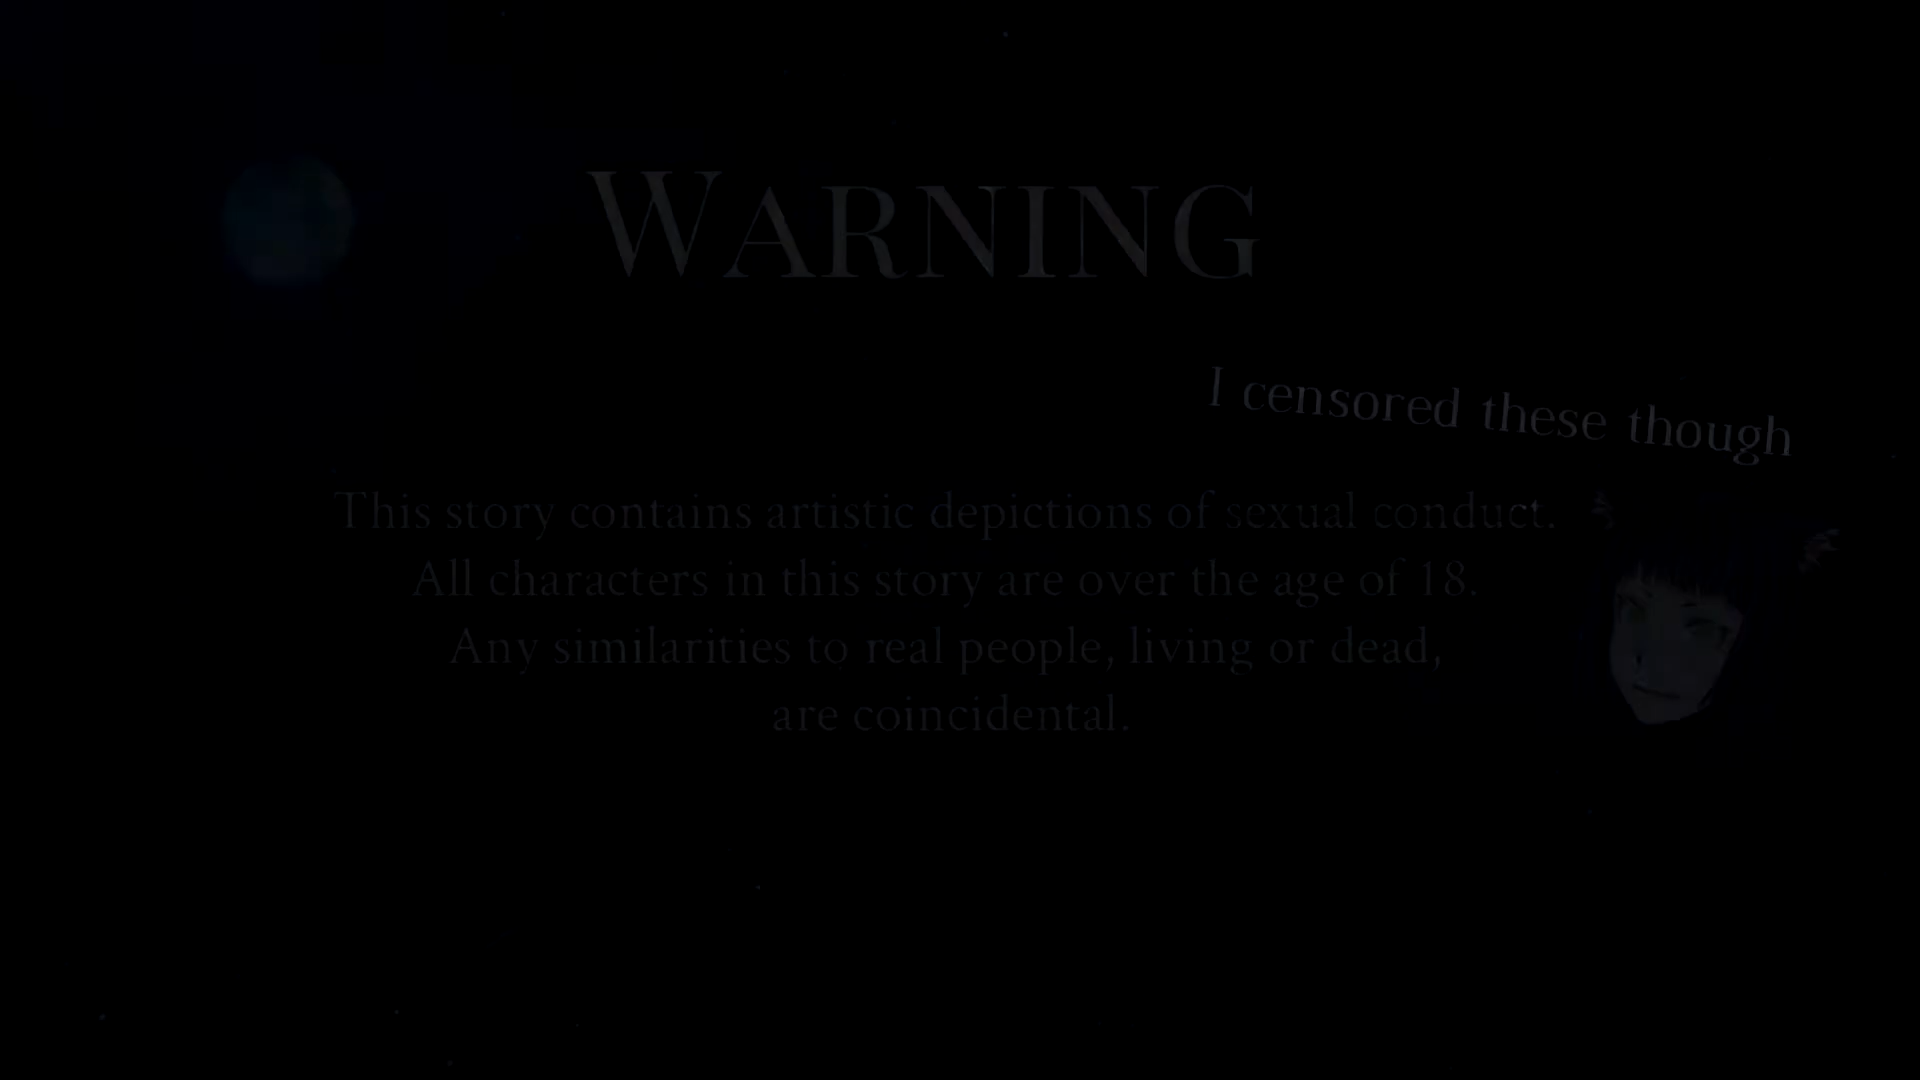 WARNING
I censored these though
This story contains artistic depictions of sexual conduct.
All characters in this story are over the age of 18.
Any similarities to real people, living or dead,
are coincidental.